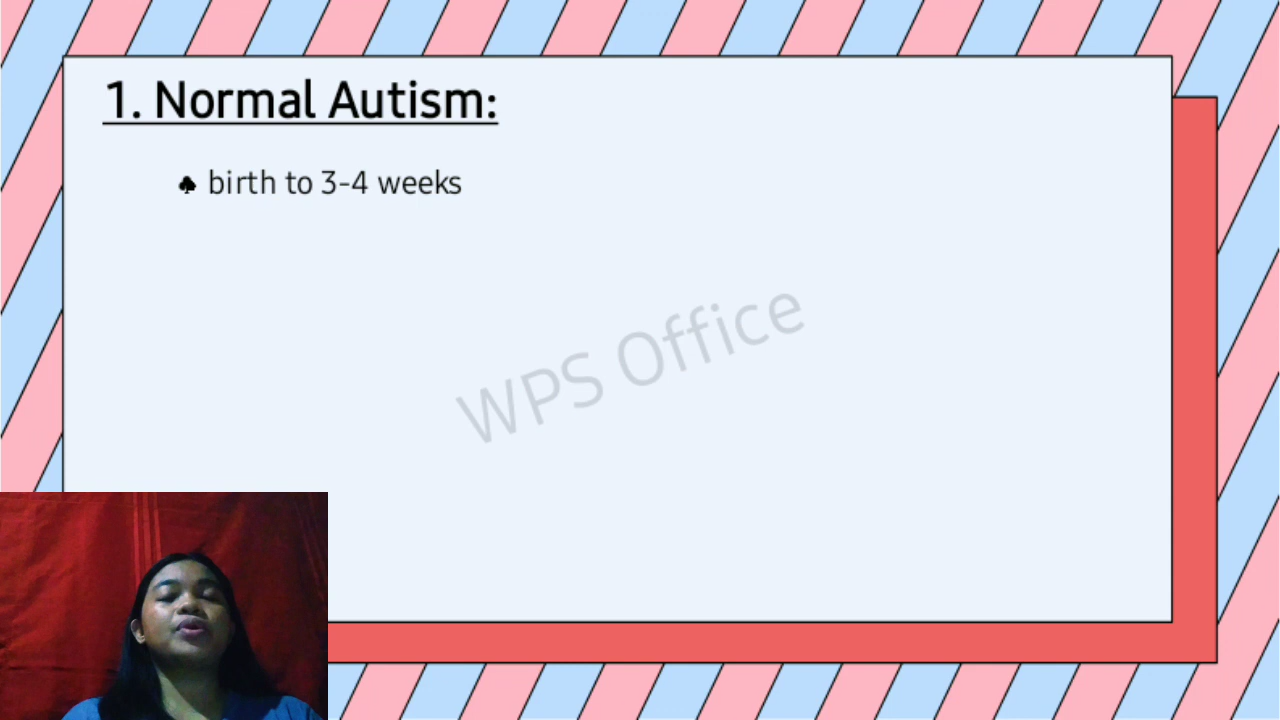 1. Normal Autism:
♣ birth to 3-4 weeks
WPS Office